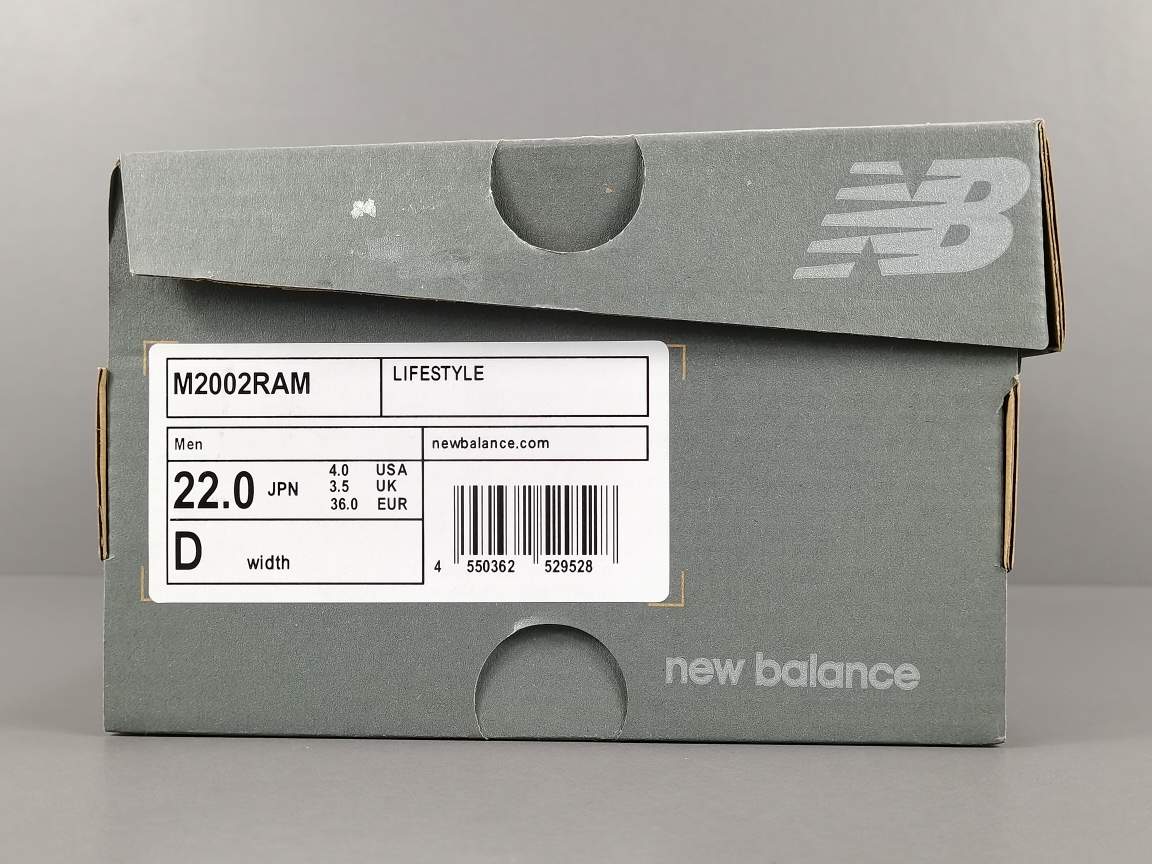 NB
M2002RAM
LIFESTYLE
Men
newbalance.com
22.0 JPN
4.0 USA
3.5 UK
36.0 EUR
D width
4 550362 529528
new balance